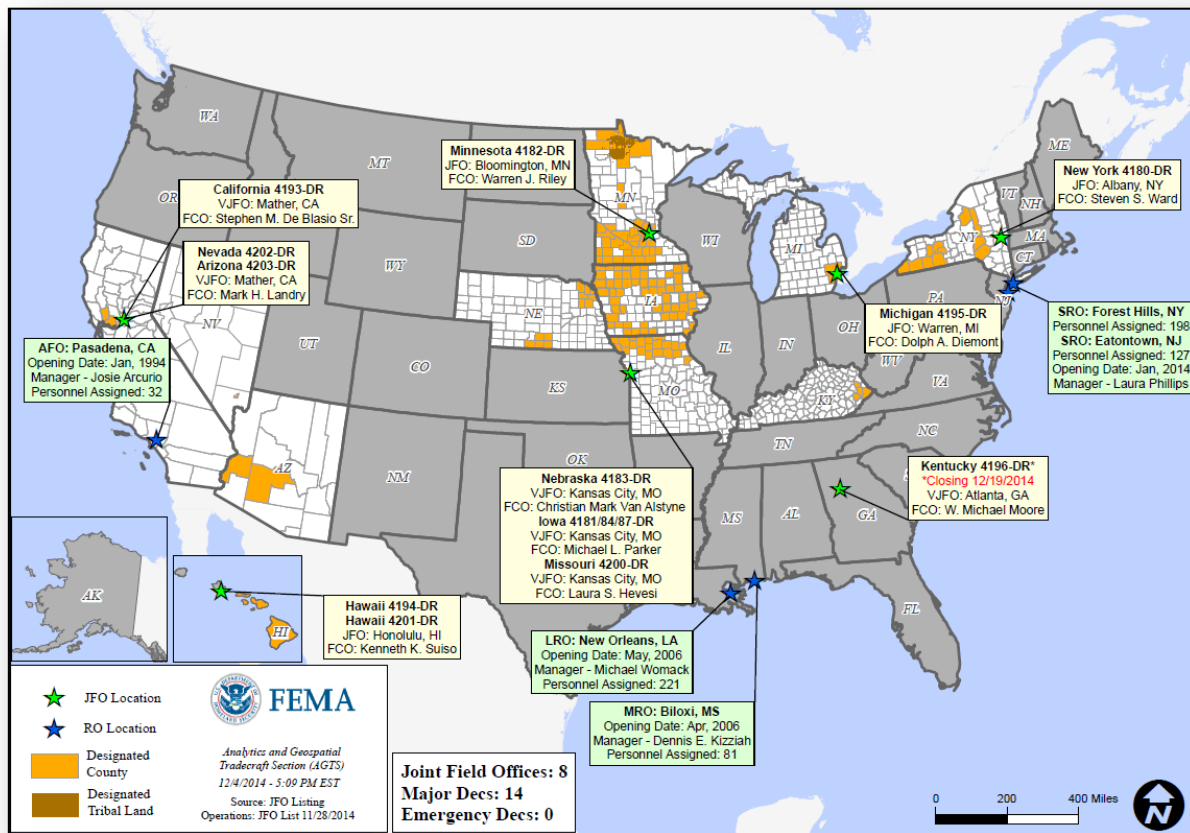 WA
OR
MT
ND
ID
WY
SD
NV
UT
CO
NE
KS
AZ
NM
OK
MN
IA
MO
WI
MI
IL
IN
OH
KY
TN
MS
AL
GA
FL
NC
VA
WV
PA
NY
NJ
CT
MA
VT
NH
ME
AK
HI
Minnesota 4182-DR
JFO: Bloomington, MN
FCO: Warren J. Riley
New York 4180-DR
JFO: Albany, NY
FCO: Steven S. Ward
California 4193-DR
VJFO: Mather, CA
FCO: Stephen M. De Blasio Sr.
Nevada 4202-DR
Arizona 4203-DR
VJFO: Mather, CA
FCO: Mark H. Landry
AFO: Pasadena, CA
Opening Date: Jan, 1994
Manager - Josie Arcurio
Personnel Assigned: 32
Michigan 4195-DR
JFO: Warren, MI
FCO: Dolph A. Diemont
SRO: Forest Hills, NY
Personnel Assigned: 198
SRO: Eatontown, NJ
Personnel Assigned: 127
Opening Date: Jan, 2014
Manager - Laura Phillips
Nebraska 4183-DR
VJFO: Kansas City, MO
FCO: Christian Mark Van Alstyne
Iowa 4181/84/87-DR
VJFO: Kansas City, MO
FCO: Michael L. Parker
Missouri 4200-DR
VJFO: Kansas City, MO
FCO: Laura S. Hevesi
Kentucky 4196-DR*
*Closing 12/19/2014
VJFO: Atlanta, GA
FCO: W. Michael Moore
Hawaii 4194-DR
Hawaii 4201-DR
JFO: Honolulu, HI
FCO: Kenneth K. Suiso
LRO: New Orleans, LA
Opening Date: May, 2006
Manager - Michael Womack
Personnel Assigned: 221
MRO: Biloxi, MS
Opening Date: Apr, 2006
Manager - Dennis E. Kizziah
Personnel Assigned: 81
JFO Location
RO Location
Designated
County
Designated
Tribal Land
FEMA
Analytics and Geospatial
Tradecraft Section (AGTS)
12/4/2014 - 5:09 PM EST
Source: JFO Listing
Operations: JFO List 11/28/2014
Joint Field Offices: 8
Major Decs: 14
Emergency Decs: 0
0 200 400 Miles
N